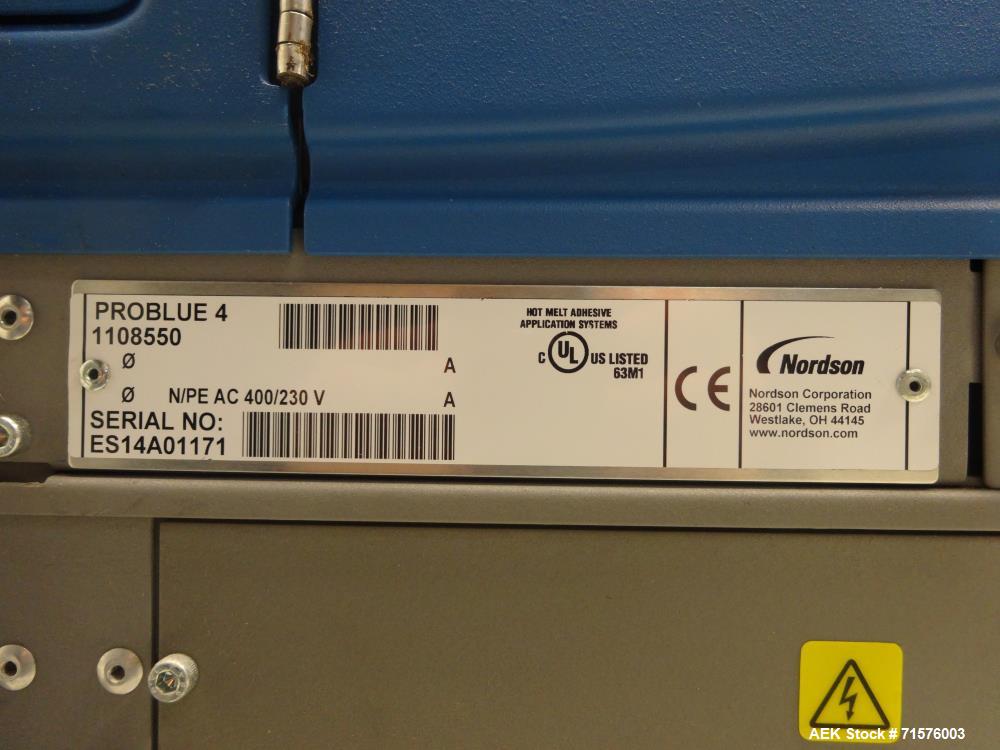 PROBLUE 4
1108550
Ø A
Ø N/PE AC 400/230 V A
SERIAL NO:
ES14A01171
HOT MELT ADHESIVE
APPLICATION SYSTEMS
C UL US LISTED
63M1
CE
Nordson
Nordson Corporation
28601 Clemens Road
Westlake, OH 44145
www.nordson.com
AEK Stock # 71576003